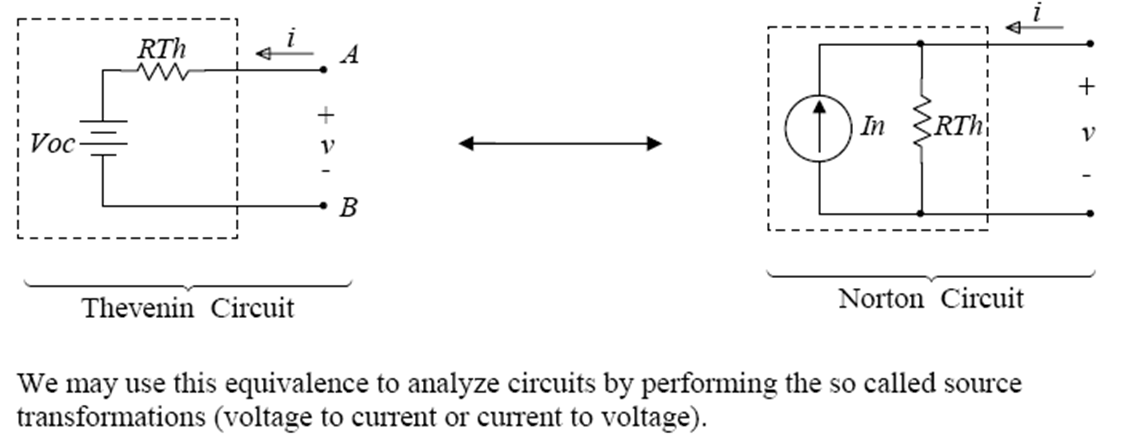 RTh
i
A
Voc
+
v
-
B
Thevenin Circuit
i
In
RTh
+
v
-
Norton Circuit
We may use this equivalence to analyze circuits by performing the so called source
transformations (voltage to current or current to voltage).